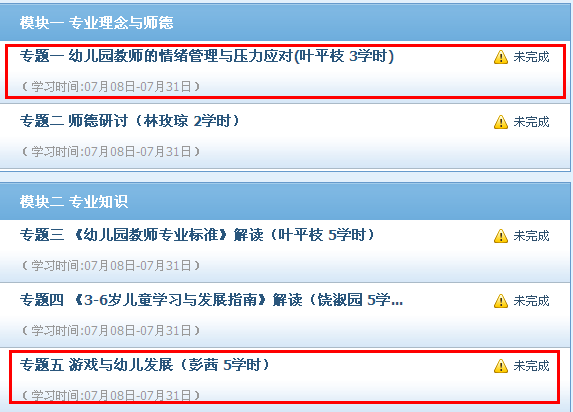 模块一 专业理念与师德
专题一 幼儿园教师的情绪管理与压力应对(叶平枝 3学时)
未完成
（ 学习时间:07月08日-07月31日 ）
专题二 师德研讨（林玫琼 2学时）
未完成
（ 学习时间:07月08日-07月31日 ）
模块二 专业知识
专题三 《幼儿园教师专业标准》解读（叶平枝 5学时）
未完成
（ 学习时间:07月08日-07月31日 ）
专题四 《3-6岁儿童学习与发展指南》解读（饶淑园 5学...
未完成
（ 学习时间:07月08日-07月31日 ）
专题五 游戏与幼儿发展（彭茜 5学时）
未完成
（ 学习时间:07月08日-07月31日 ）